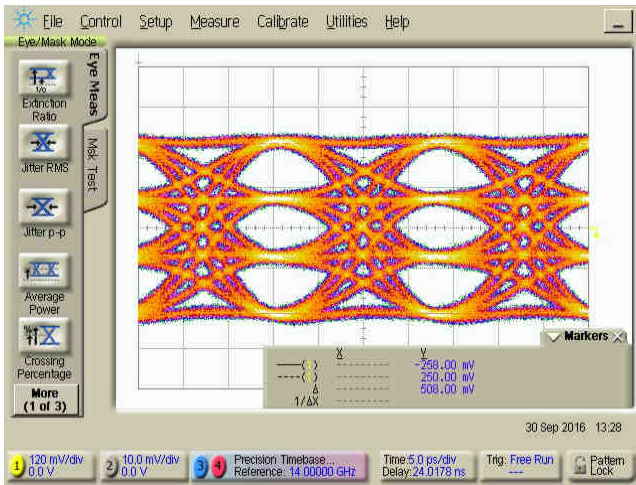 File Control Setup Measure Calibrate Utilities Help
Eye/Mask Mode
Eye Meas
Msk Test
1/0
Extinction
Ratio
Jitter RMS
Jitter p-p
Average
Power
%
Crossing
Percentage
More
(1 of 3)
Markers
X Y
-258.00 mV
250.00 mV
Δ 508.00 mV
1/ΔX
30 Sep 2016 13:28
1 120 mV/div
0.0 V
2 10.0 mV/div
0.0 V
3 4 Precision Timebase...
Reference: 14.00000 GHz
Time:5.0 ps/div
Delay:24.0178 ns
Trig: Free Run
---
Pattern
Lock